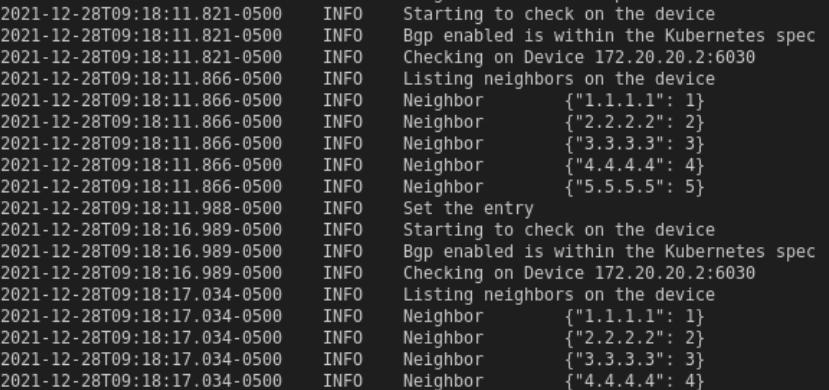 2021-12-28T09:18:11.821-0500 INFO Starting to check on the device
2021-12-28T09:18:11.821-0500 INFO Bgp enabled is within the Kubernetes spec
2021-12-28T09:18:11.821-0500 INFO Checking on Device 172.20.20.2:6030
2021-12-28T09:18:11.866-0500 INFO Listing neighbors on the device
2021-12-28T09:18:11.866-0500 INFO Neighbor {"1.1.1.1": 1}
2021-12-28T09:18:11.866-0500 INFO Neighbor {"2.2.2.2": 2}
2021-12-28T09:18:11.866-0500 INFO Neighbor {"3.3.3.3": 3}
2021-12-28T09:18:11.866-0500 INFO Neighbor {"4.4.4.4": 4}
2021-12-28T09:18:11.866-0500 INFO Neighbor {"5.5.5.5": 5}
2021-12-28T09:18:11.988-0500 INFO Set the entry
2021-12-28T09:18:16.989-0500 INFO Starting to check on the device
2021-12-28T09:18:16.989-0500 INFO Bgp enabled is within the Kubernetes spec
2021-12-28T09:18:16.989-0500 INFO Checking on Device 172.20.20.2:6030
2021-12-28T09:18:17.034-0500 INFO Listing neighbors on the device
2021-12-28T09:18:17.034-0500 INFO Neighbor {"1.1.1.1": 1}
2021-12-28T09:18:17.034-0500 INFO Neighbor {"2.2.2.2": 2}
2021-12-28T09:18:17.034-0500 INFO Neighbor {"3.3.3.3": 3}
2021-12-28T09:18:17.034-0500 INFO Neighbor {"4.4.4.4": 4}